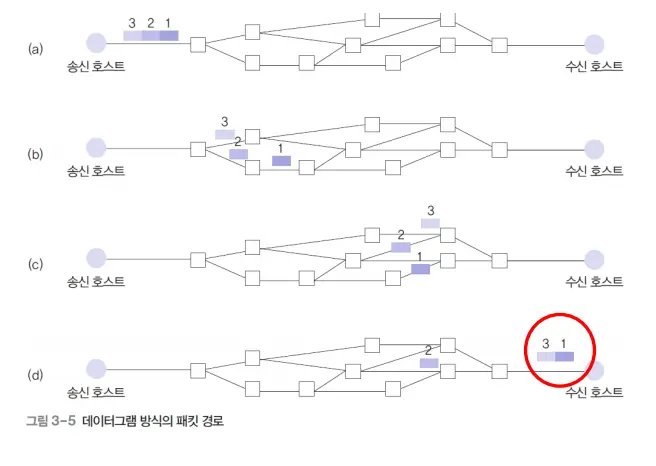 3 2 1
(a)
송신 호스트 수신 호스트
3
2 1
(b)
송신 호스트 수신 호스트
3
2
1
(c)
송신 호스트 수신 호스트
2 3 1
(d)
송신 호스트 수신 호스트
그림 3-5 데이터그램 방식의 패킷 경로